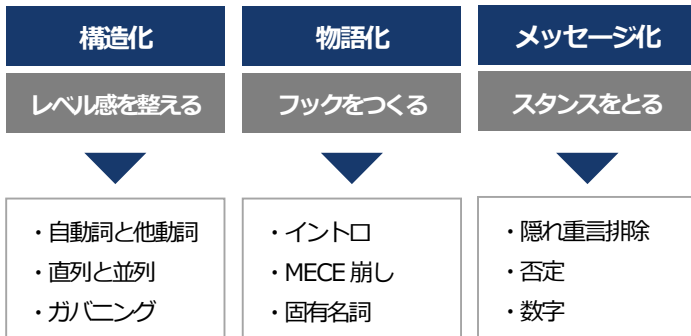 構造化
レベル感を整える
・自動詞と他動詞
・直列と並列
・ガバニング
物語化
フックをつくる
・イントロ
・MECE 崩し
・固有名詞
メッセージ化
スタンスをとる
・隠れ重言排除
・否定
・数字